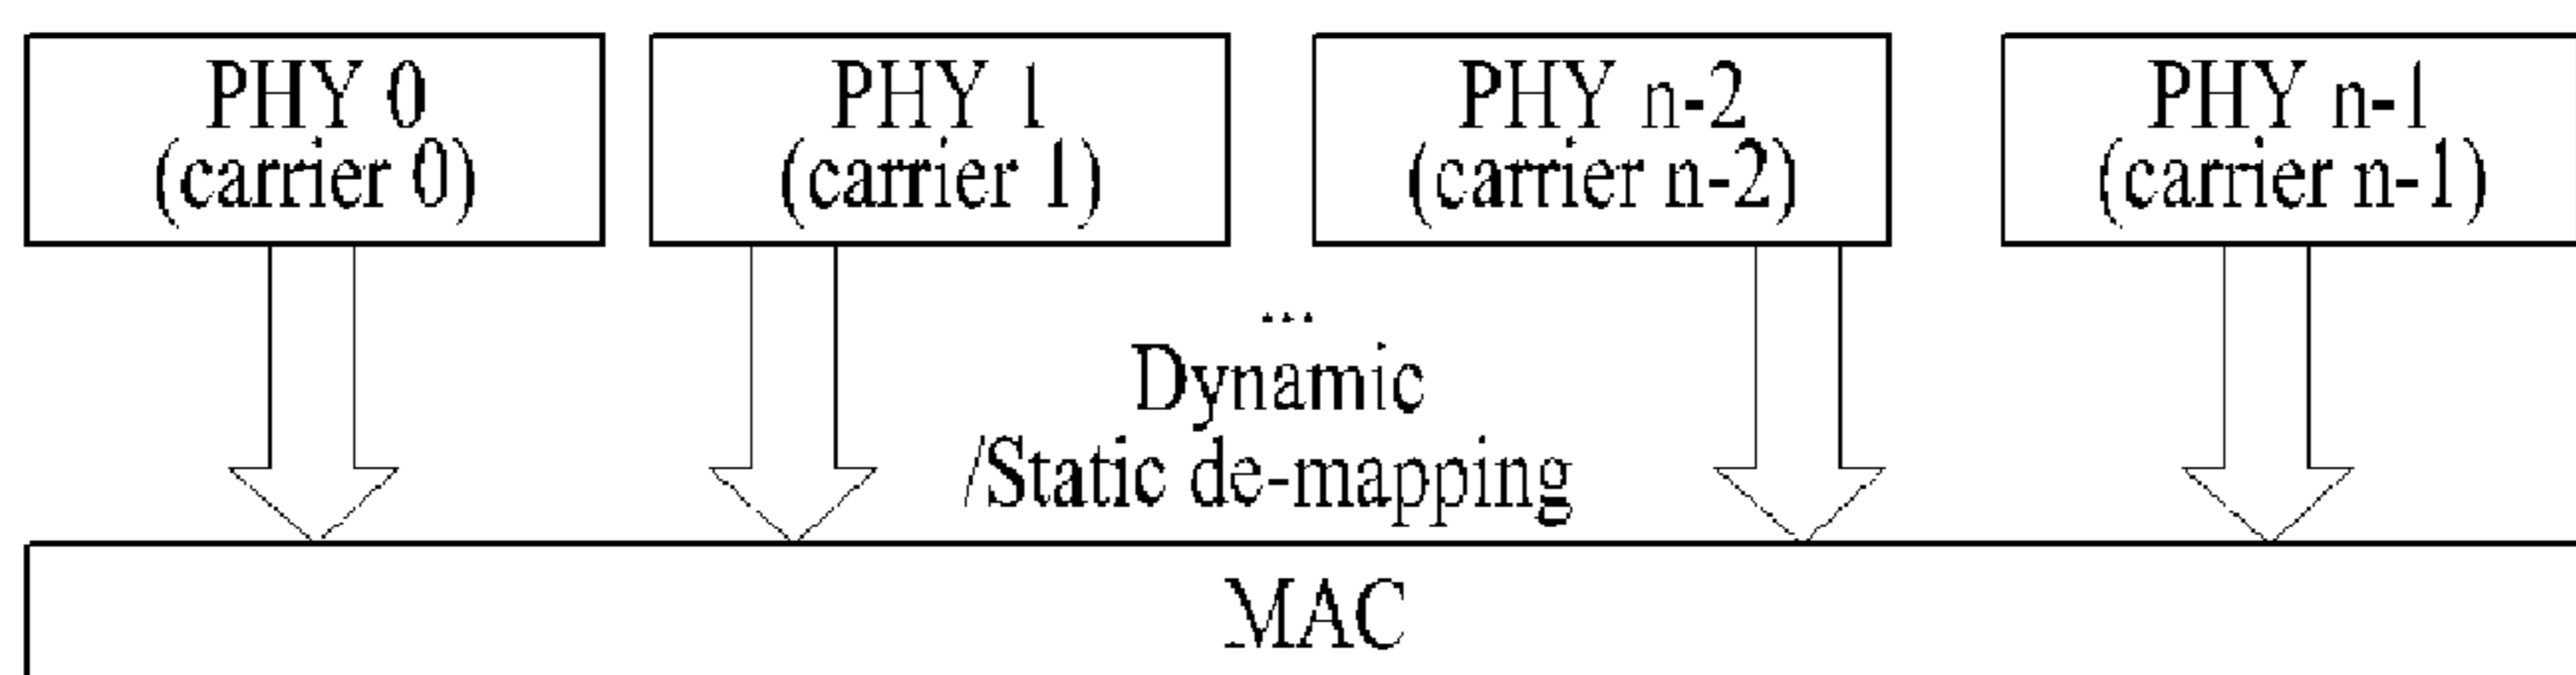 PHY 0
(carrier 0)
PHY 1
(carrier 1)
PHY n-2
(carrier n-2)
PHY n-1
(carrier n-1)
...
Dynamic
/Static de-mapping
MAC